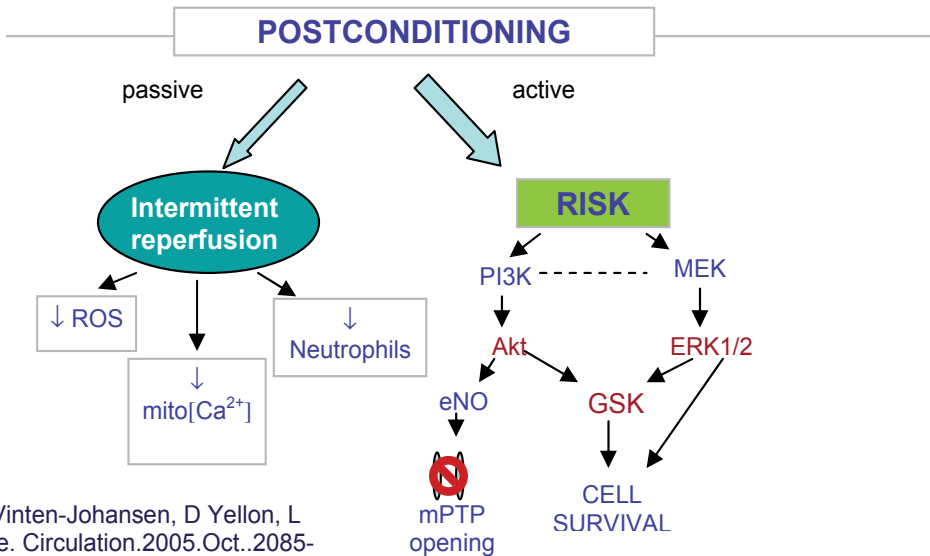 POSTCONDITIONING
passive
active
Intermittent
reperfusion
RISK
PI3K
MEK
↓ ROS
↓
Neutrophils
↓
mito[Ca²⁺]
Akt
ERK1/2
eNO
GSK
mPTP
opening
CELL
SURVIVAL
Vinten-Johansen, D Yellon, L
e. Circulation.2005.Oct..2085-